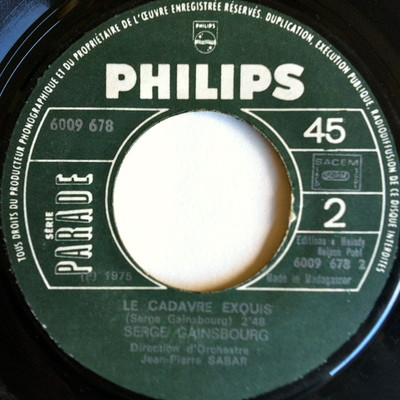 TOUS DROITS DU PRODUCTEUR PHONOGRAPHIQUE ET DU PROPRIÉTAIRE DE L'ŒUVRE ENREGISTRÉE RÉSERVÉS. DUPLICATION, EXECUTION PUBLIQUE, RADIODIFFUSION DE CE DISQUE INTERDITES
PHILIPS
PHILIPS
6009 678
45
SACEM
SÉRIE
PARADE
2
Editions
6009 678 2
(P) 1975
Made in Madagascar
LE CADAVRE EXQUIS
(Serge Gainsbourg) 2'48
SERGE GAINSBOURG
Direction d'Orchestre
Jean-Pierre SABAR